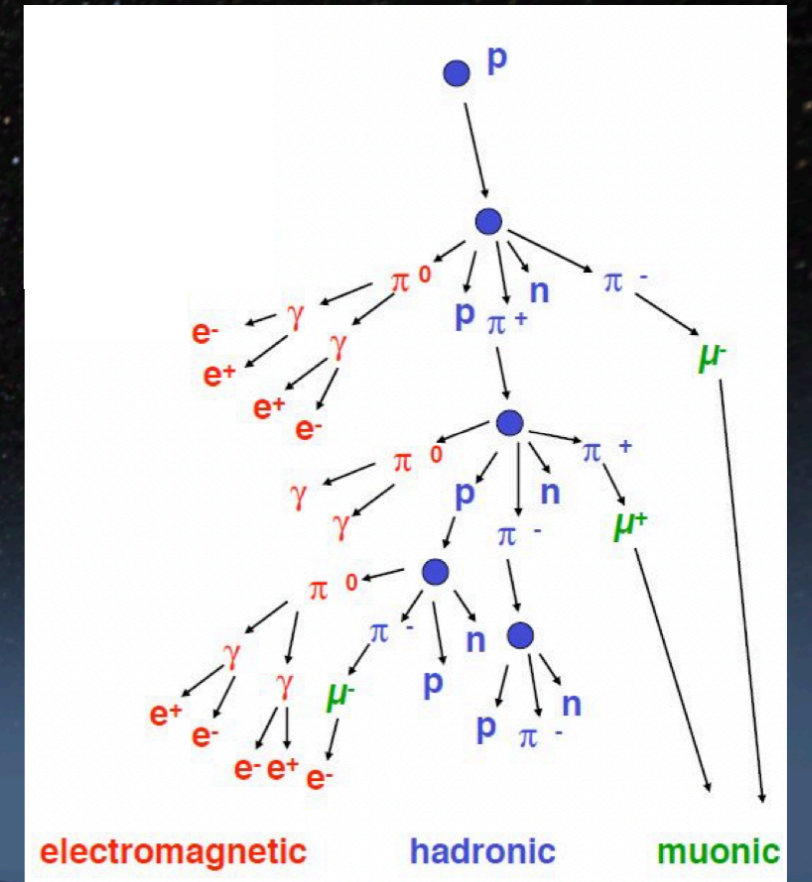 p
π 0
p
π +
n
π -
γ
e-
e+
γ
e+
e-
μ-
π 0
γ
γ
p
π -
n
π +
μ+
π 0
γ
e+
e-
γ
e- e+
π -
μ-
e-
p
n
p
π -
n
electromagnetic hadronic muonic